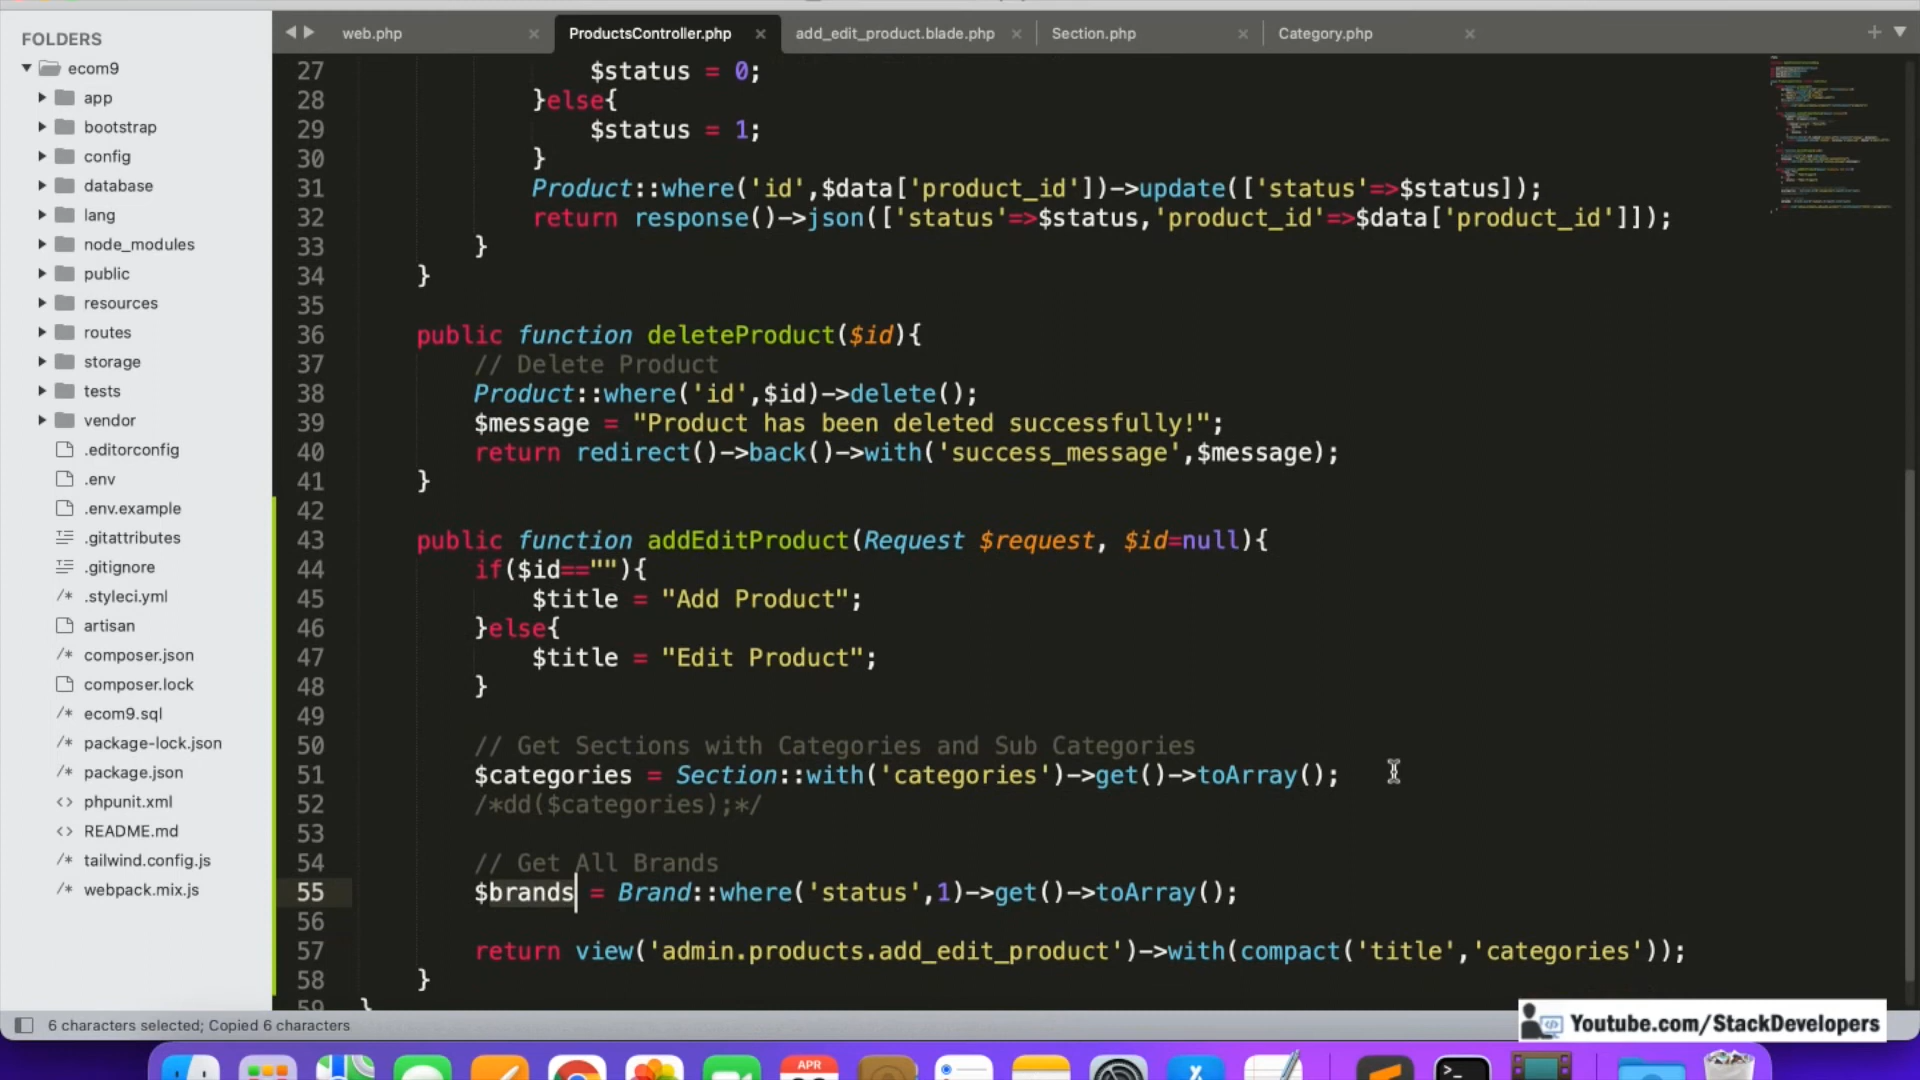 FOLDERS
ecom9
app
bootstrap
config
database
lang
node_modules
public
resources
routes
storage
tests
vendor
.editorconfig
.env
.env.example
.gitattributes
.gitignore
/* .styleci.yml
artisan
/* composer.json
composer.lock
/* ecom9.sql
/* package-lock.json
/* package.json
<> phpunit.xml
<> README.md
/* tailwind.config.js
/* webpack.mix.js
web.php
ProductsController.php
add_edit_product.blade.php
Section.php
Category.php
27 $status = 0;
28 }else{
29 $status = 1;
30 }
31 Product::where('id',$data['product_id'])->update(['status'=>$status]);
32 return response()->json(['status'=>$status,'product_id'=>$data['product_id']]);
33 }
34 }
35
36 public function deleteProduct($id){
37 // Delete Product
38 Product::where('id',$id)->delete();
39 $message = "Product has been deleted successfully!";
40 return redirect()->back()->with('success_message',$message);
41 }
42
43 public function addEditProduct(Request $request, $id=null){
44 if($id==""){
45 $title = "Add Product";
46 }else{
47 $title = "Edit Product";
48 }
49
50 // Get Sections with Categories and Sub Categories
51 $categories = Section::with('categories')->get()->toArray();
52 /*dd($categories);*/
53
54 // Get All Brands
55 $brands = Brand::where('status',1)->get()->toArray();
56
57 return view('admin.products.add_edit_product')->with(compact('title','categories'));
58 }
59 }
6 characters selected; Copied 6 characters
Youtube.com/StackDevelopers
APR